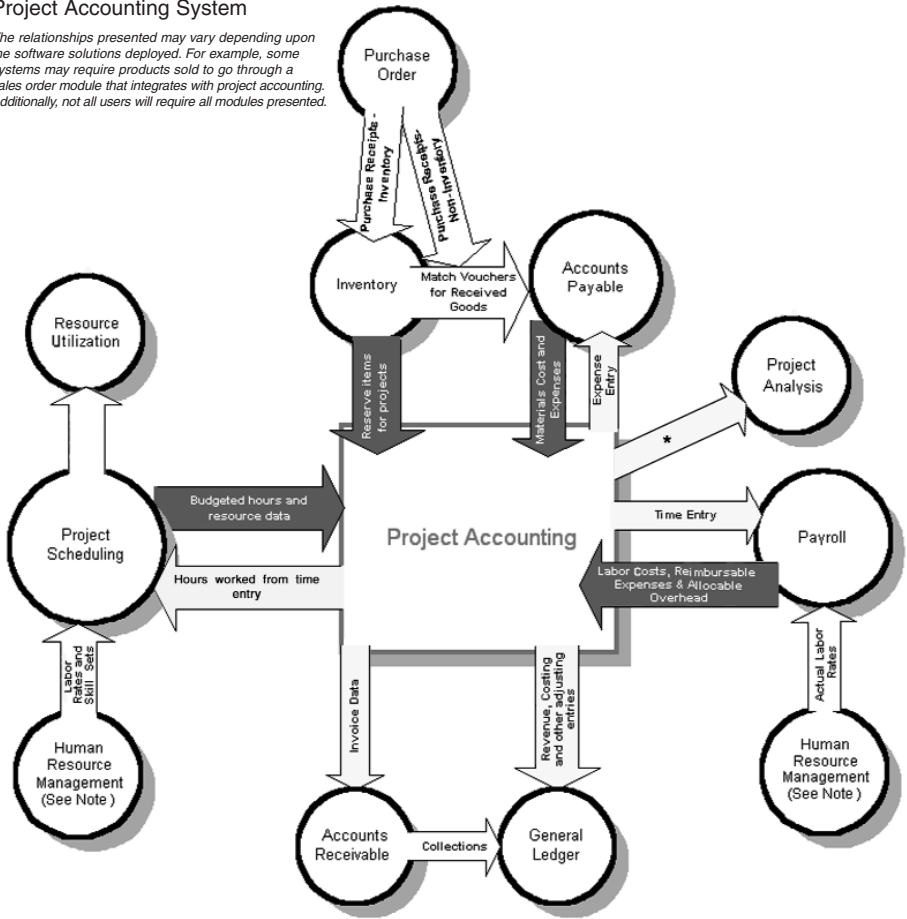 Project Accounting System
The relationships presented may vary depending upon
the software solutions deployed. For example, some
systems may require products sold to go through a
sales order module that integrates with project accounting.
Additionally, not all users will require all modules presented.
Purchase
Order
Purchase Receipts -
Inventory
Purchase Receipts-
Non-Inventory
Inventory
Match Vouchers
for Received
Goods
Accounts
Payable
Resource
Utilization
Reserve items
for projects
Materials Cost and
Expenses
Expense
Entry
Project
Analysis
*
Project
Scheduling
Budgeted hours and
resource data
Project Accounting
Time Entry
Payroll
Hours worked from time
entry
Labor Costs, Reimbursable
Expenses & Allocable
Overhead
Labor
Rates and
Skill Sets
Invoice Data
Revenue, Costing
and other adjusting
entries
Actual Labor
Rates
Human
Resource
Management
(See Note )
Human
Resource
Management
(See Note )
Accounts
Receivable
Collections
General
Ledger